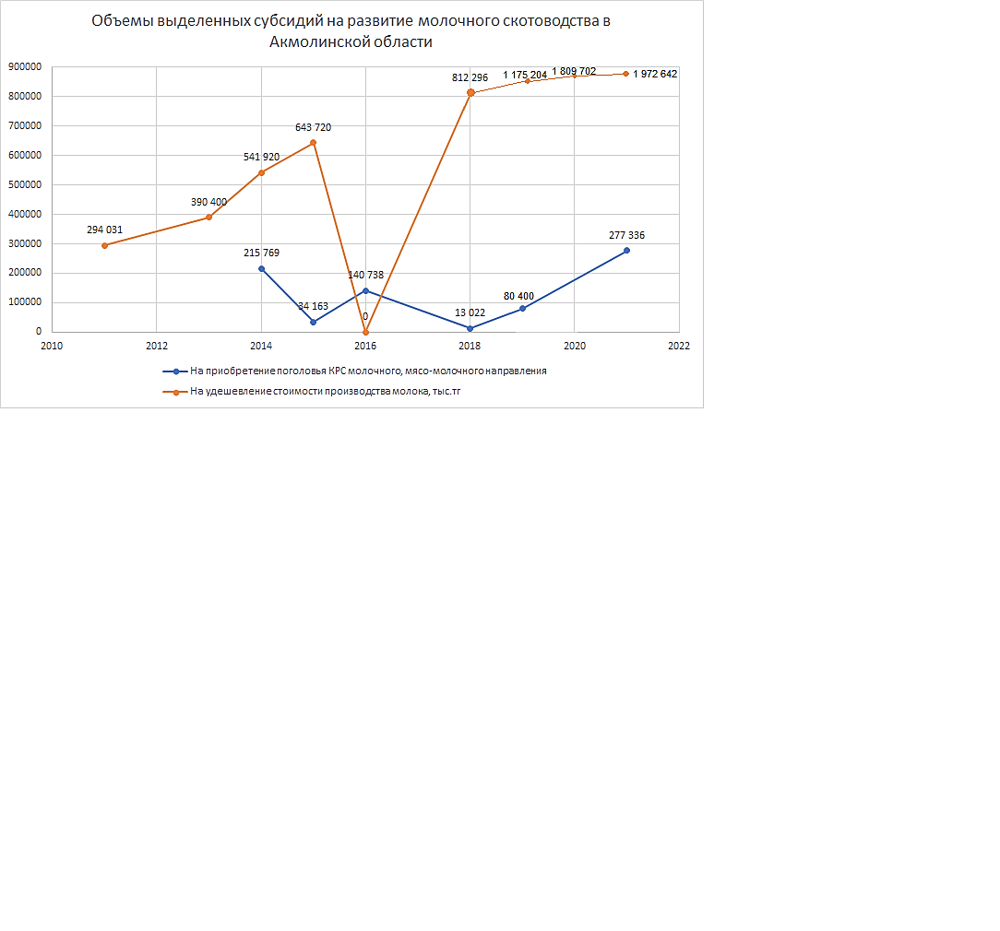 Объемы выделенных субсидий на развитие молочного скотоводства в
Акмолинской области
900000
800000
700000
600000
500000
400000
300000
200000
100000
0
294 031
390 400
541 920
643 720
0
812 296
1 175 204
1 809 702
1 972 642
215 769
34 163
140 738
13 022
80 400
277 336
2010 2012 2014 2016 2018 2020 2022
На приобретение поголовья КРС молочного, мясо-молочного направления
На удешевление стоимости производства молока, тыс.тг